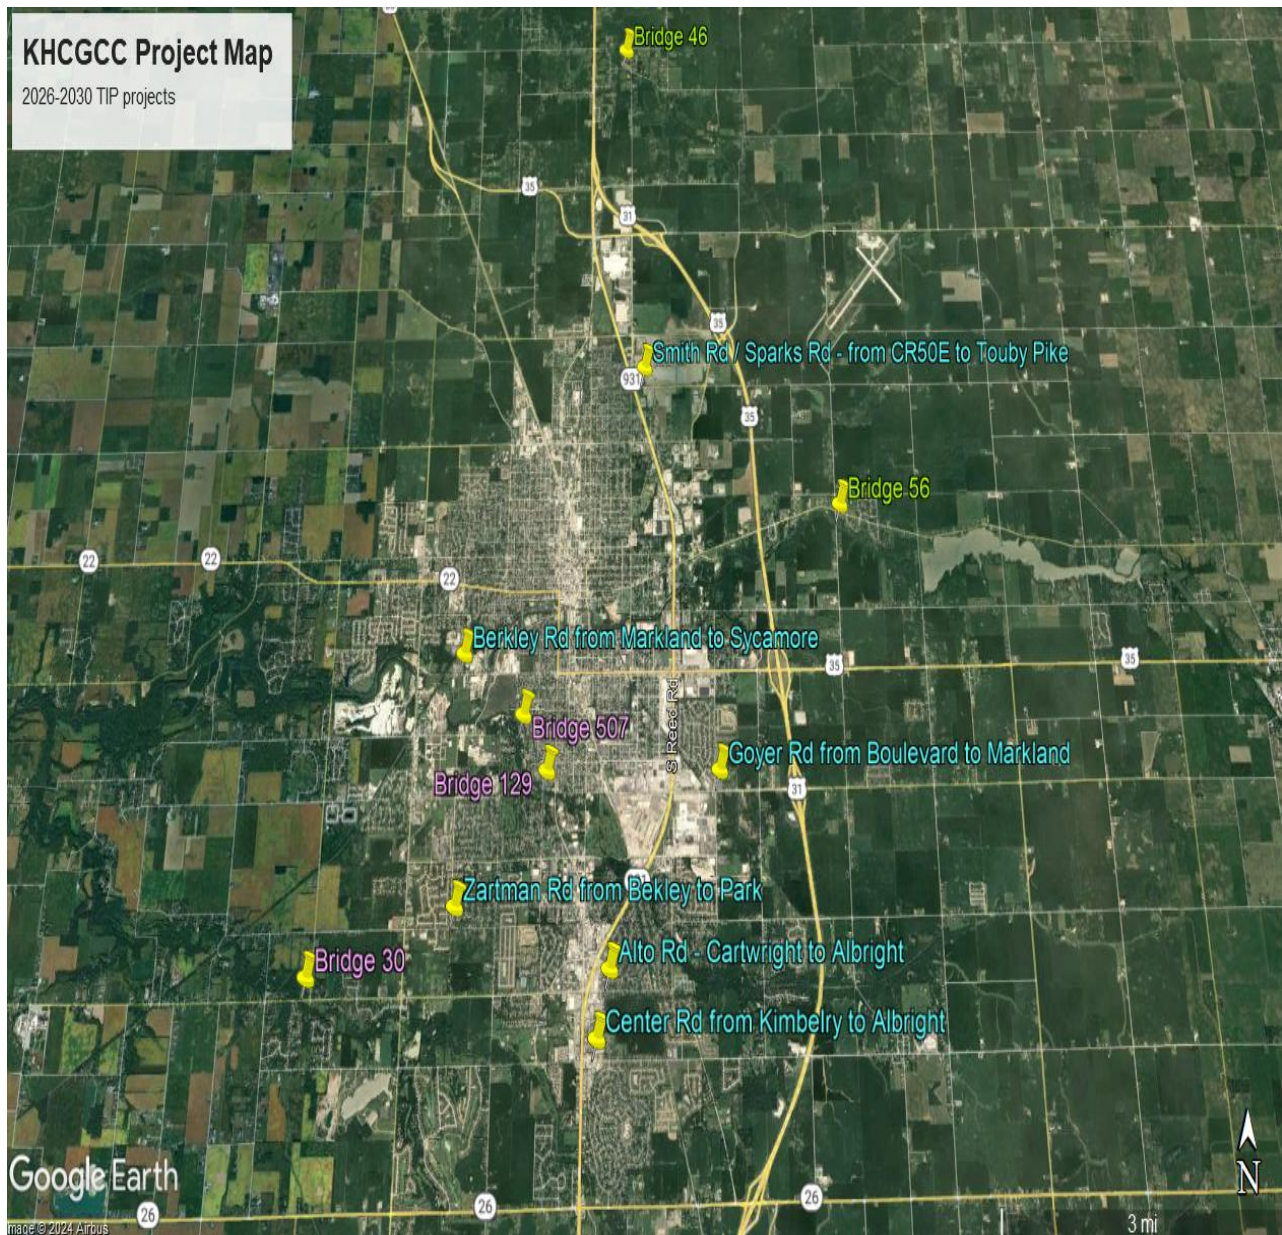 KHCGCC Project Map
2026-2030 TIP projects
Bridge 46
35
31
35
Smith Rd / Sparks Rd - from CR50E to Touby Pike
931
35
Bridge 56
22
22
22
Berkley Rd from Markland to Sycamore
35
35
S Reed Rd
Bridge 507
Goyer Rd from Boulevard to Markland
Bridge 129
31
Zartman Rd from Bekley to Park
Alto Rd - Cartwright to Albright
Bridge 30
Center Rd from Kimbelry to Albright
Google Earth
N
26
26
26
3 mi
Image © 2024 Airbus